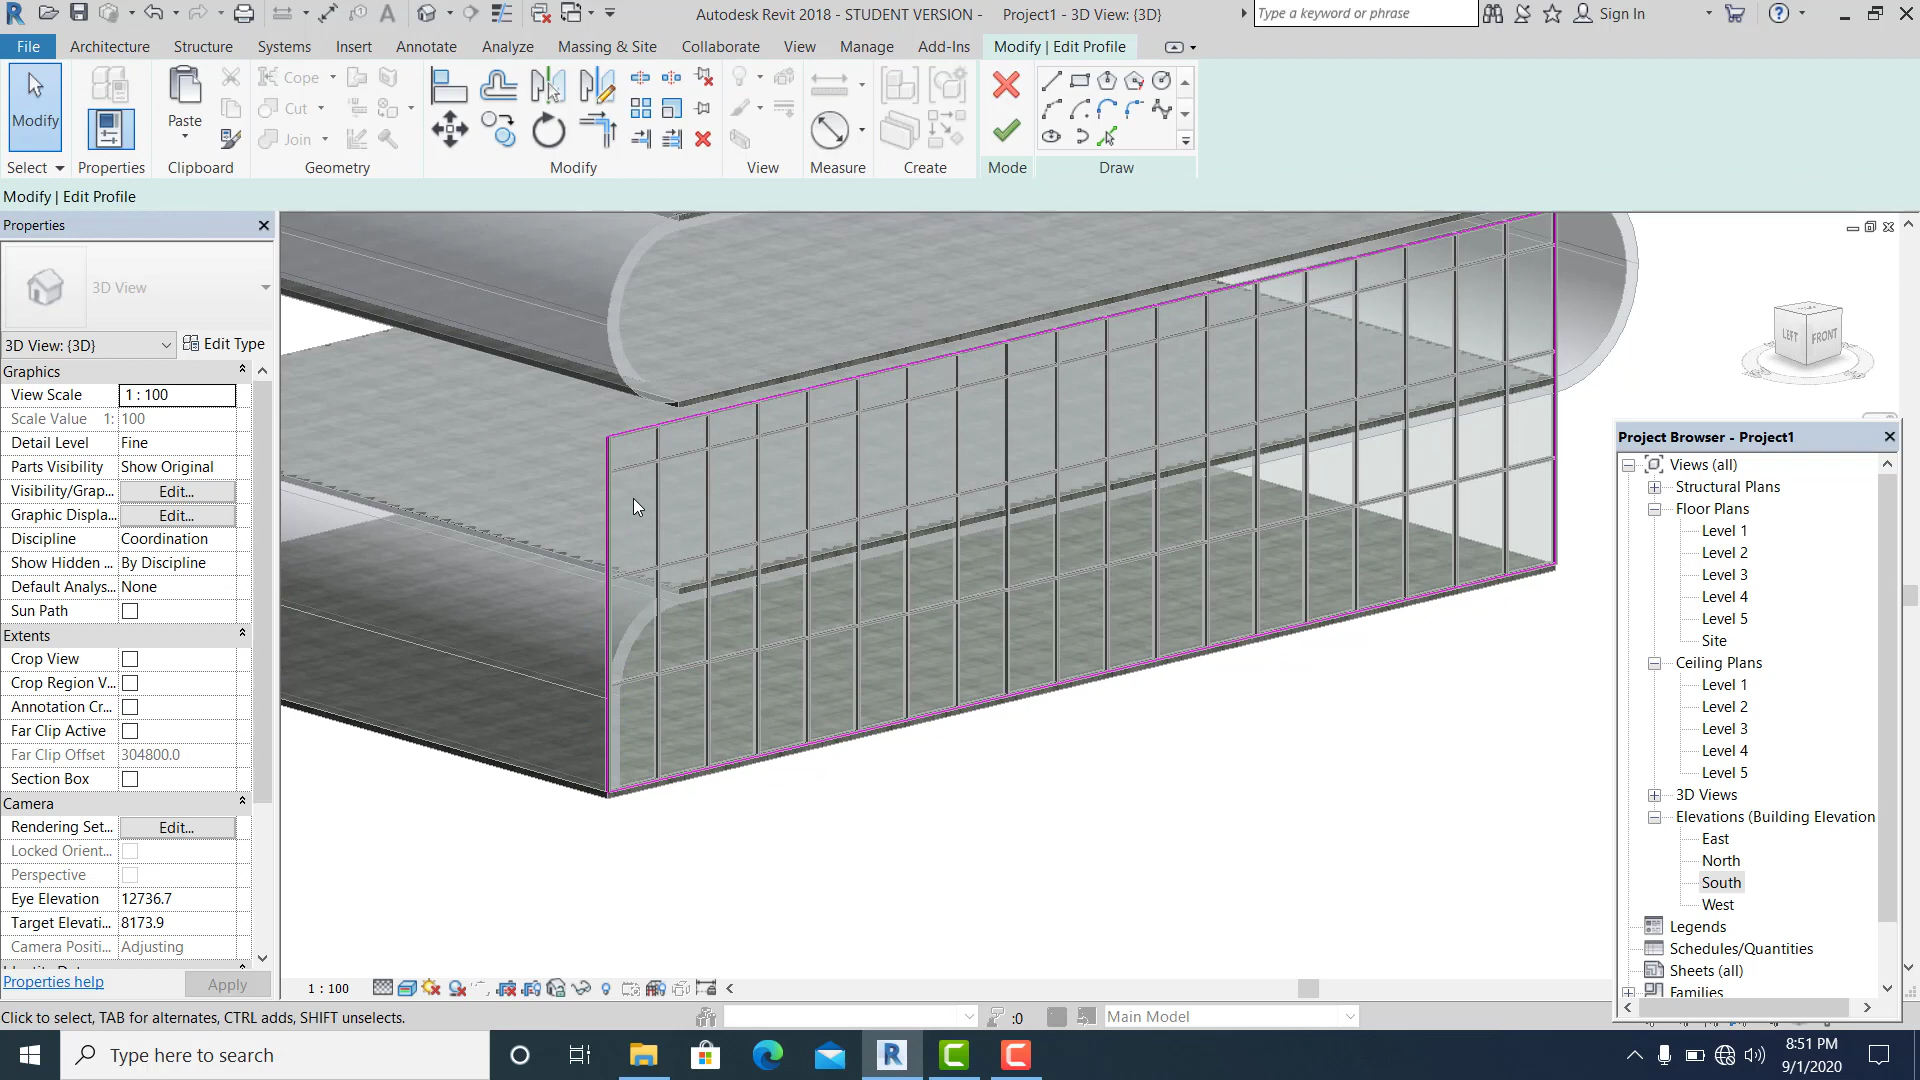 Autodesk Revit 2018 - STUDENT VERSION - Project1 - 3D View: {3D}
Type a keyword or phrase
Sign In
File Architecture Structure Systems Insert Annotate Analyze Massing & Site Collaborate View Manage Add-Ins Modify | Edit Profile
Modify
Paste
Cope
Cut
Join
Select Properties Clipboard Geometry Modify View Measure Create Mode Draw
Modify | Edit Profile
Properties
3D View
3D View: {3D}
Edit Type
Graphics
View Scale 1 : 100
Scale Value 1: 100
Detail Level Fine
Parts Visibility Show Original
Visibility/Grap... Edit...
Graphic Displa... Edit...
Discipline Coordination
Show Hidden ... By Discipline
Default Analys... None
Sun Path
Extents
Crop View
Crop Region V...
Annotation Cr...
Far Clip Active
Far Clip Offset 304800.0
Section Box
Camera
Rendering Set... Edit...
Locked Orient...
Perspective
Eye Elevation 12736.7
Target Elevati... 8173.9
Camera Positi... Adjusting
Properties help
Apply
LEFT FRONT
Project Browser - Project1
Views (all)
Structural Plans
Floor Plans
Level 1
Level 2
Level 3
Level 4
Level 5
Site
Ceiling Plans
Level 1
Level 2
Level 3
Level 4
Level 5
3D Views
Elevations (Building Elevation
East
North
South
West
Legends
Schedules/Quantities
Sheets (all)
Families
1 : 100
Click to select, TAB for alternates, CTRL adds, SHIFT unselects.
:0
Main Model
Type here to search
8:51 PM
9/1/2020